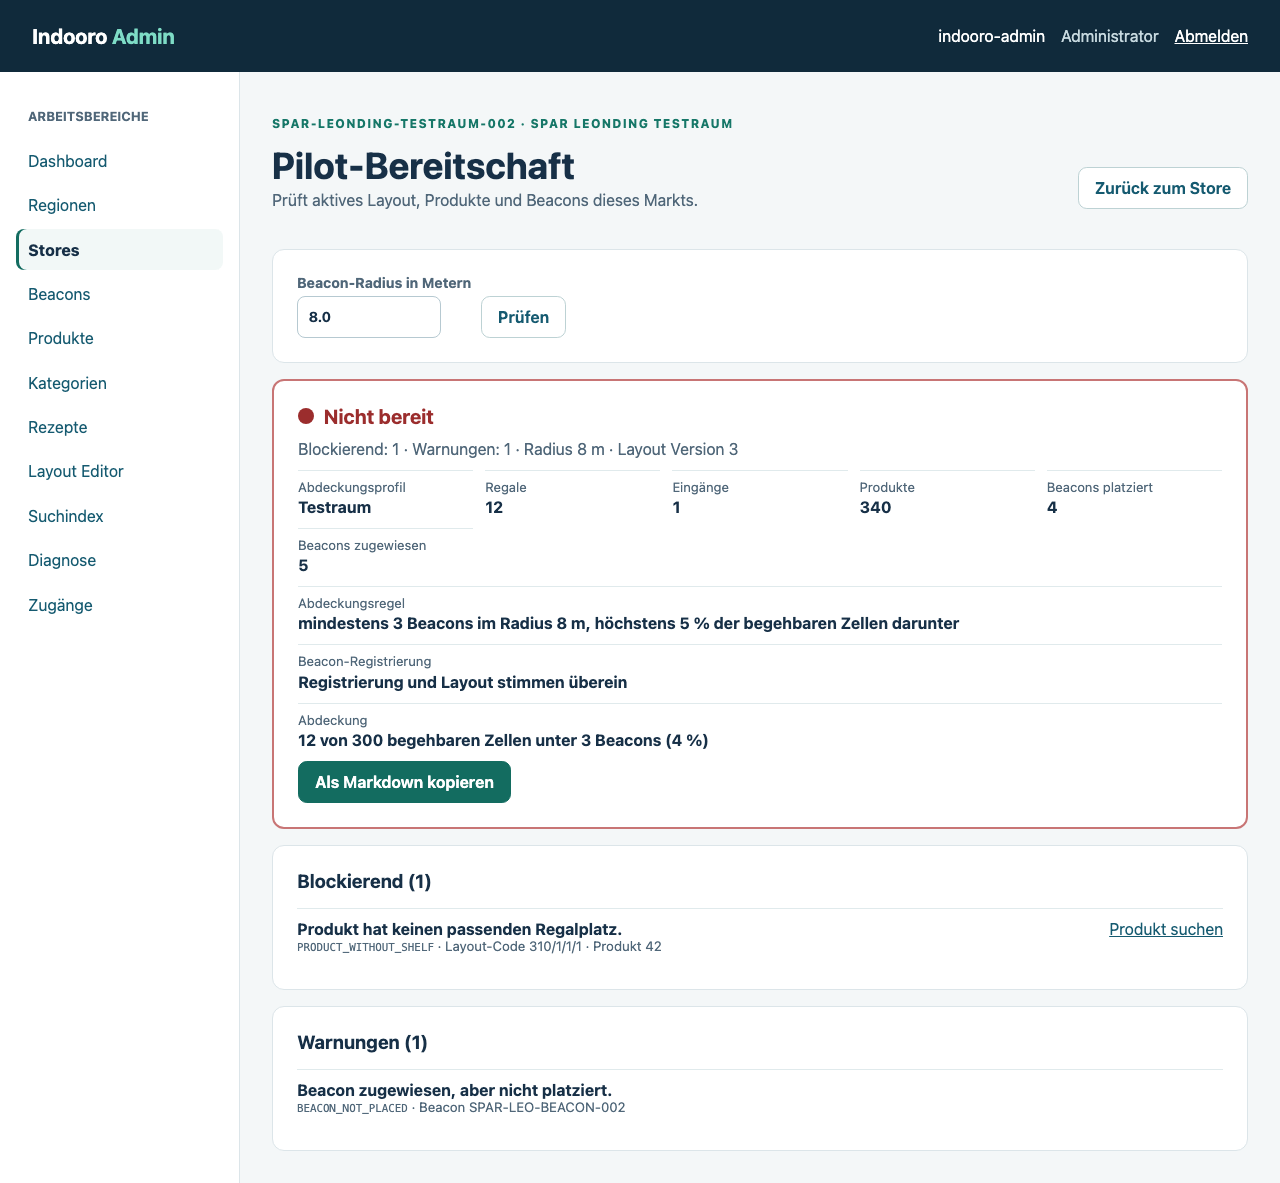 Indooro Admin
indooro-admin Administrator Abmelden
ARBEITSBEREICHE
Dashboard
Regionen
Stores
Beacons
Produkte
Kategorien
Rezepte
Layout Editor
Suchindex
Diagnose
Zugänge
SPAR-LEONDING-TESTRAUM-002 · SPAR LEONDING TESTRAUM
Pilot-Bereitschaft
Prüft aktives Layout, Produkte und Beacons dieses Markts.
Zurück zum Store
Beacon-Radius in Metern
8.0
Prüfen
Nicht bereit
Blockierend: 1 · Warnungen: 1 · Radius 8 m · Layout Version 3
Abdeckungsprofil
Testraum
Regale
12
Eingänge
1
Produkte
340
Beacons platziert
4
Beacons zugewiesen
5
Abdeckungsregel
mindestens 3 Beacons im Radius 8 m, höchstens 5 % der begehbaren Zellen darunter
Beacon-Registrierung
Registrierung und Layout stimmen überein
Abdeckung
12 von 300 begehbaren Zellen unter 3 Beacons (4 %)
Als Markdown kopieren
Blockierend (1)
Produkt hat keinen passenden Regalplatz.
PRODUCT_WITHOUT_SHELF · Layout-Code 310/1/1/1 · Produkt 42
Produkt suchen
Warnungen (1)
Beacon zugewiesen, aber nicht platziert.
BEACON_NOT_PLACED · Beacon SPAR-LEO-BEACON-002